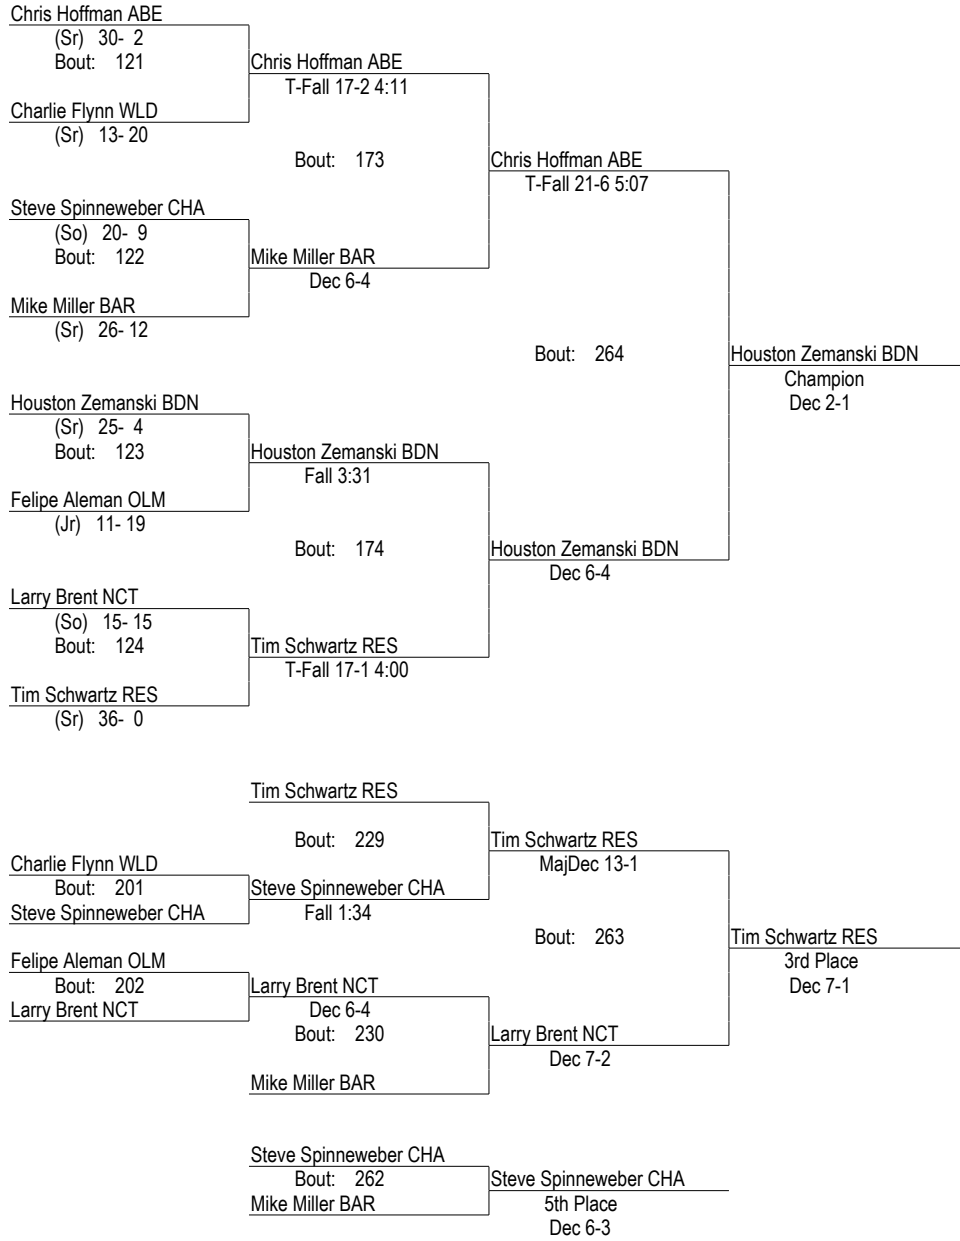 Chris Hoffman ABE
(Sr) 30- 2
Bout: 121
Chris Hoffman ABE
T-Fall 17-2 4:11
Charlie Flynn WLD
(Sr) 13- 20
Bout: 173
Chris Hoffman ABE
T-Fall 21-6 5:07
Steve Spinneweber CHA
(So) 20- 9
Bout: 122
Mike Miller BAR
Dec 6-4
Mike Miller BAR
(Sr) 26- 12
Bout: 264
Houston Zemanski BDN
Champion
Dec 2-1
Houston Zemanski BDN
(Sr) 25- 4
Bout: 123
Houston Zemanski BDN
Fall 3:31
Felipe Aleman OLM
(Jr) 11- 19
Bout: 174
Houston Zemanski BDN
Dec 6-4
Larry Brent NCT
(So) 15- 15
Bout: 124
Tim Schwartz RES
T-Fall 17-1 4:00
Tim Schwartz RES
(Sr) 36- 0
Tim Schwartz RES
Bout: 229
Tim Schwartz RES
MajDec 13-1
Charlie Flynn WLD
Bout: 201
Steve Spinneweber CHA
Steve Spinneweber CHA
Fall 1:34
Bout: 263
Tim Schwartz RES
3rd Place
Dec 7-1
Felipe Aleman OLM
Bout: 202
Larry Brent NCT
Larry Brent NCT
Dec 6-4
Bout: 230
Larry Brent NCT
Dec 7-2
Mike Miller BAR
Steve Spinneweber CHA
Bout: 262
Mike Miller BAR
Steve Spinneweber CHA
5th Place
Dec 6-3